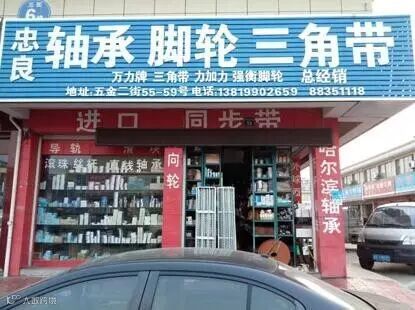 6
忠良
轴承 脚轮 三角带
万力牌 三角带 力加力 强衡脚轮 总经销
地址:五金二街55-59号 电话:13819902659 88351118
进口 同步带
导轨 滚珠丝杆 直线轴承
向轮
哈尔滨轴承